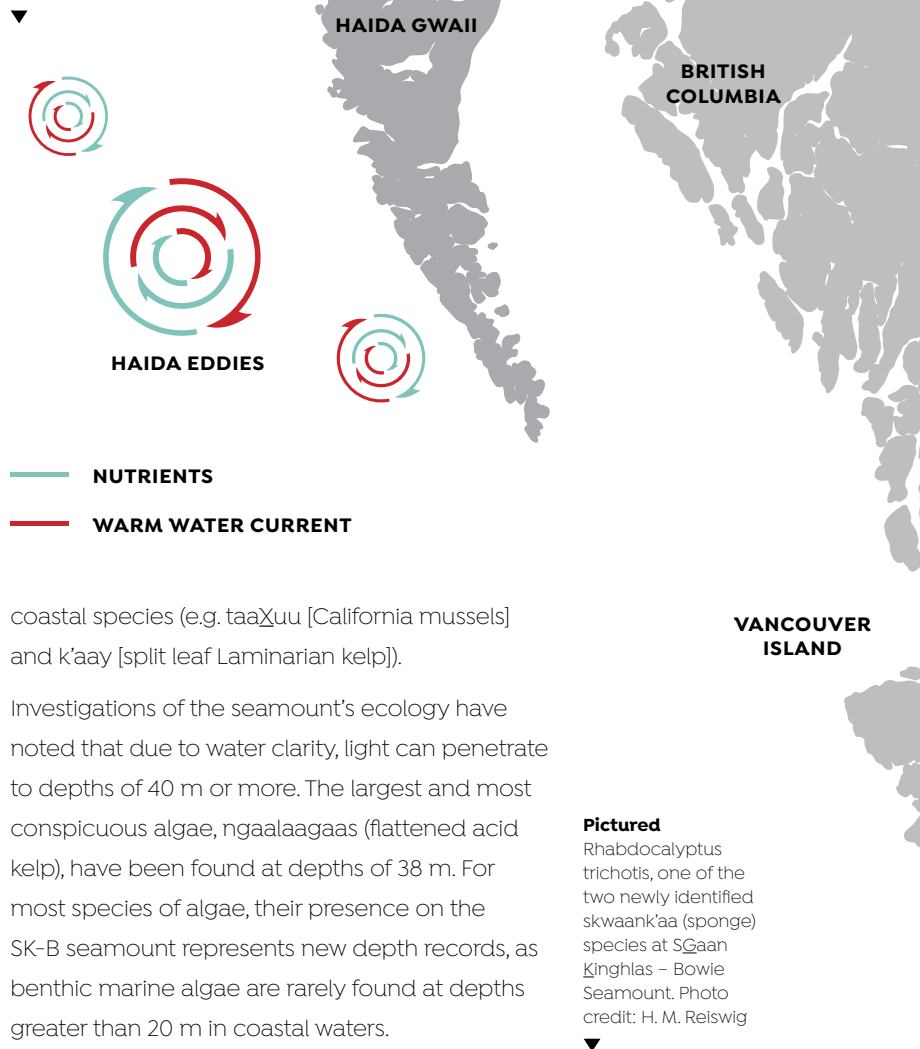 HAIDA GWAII
BRITISH
COLUMBIA
HAIDA EDDIES
NUTRIENTS
WARM WATER CURRENT
VANCOUVER
ISLAND
coastal species (e.g. taaXuu [California mussels]
and k’aay [split leaf Laminarian kelp]).
Investigations of the seamount’s ecology have
noted that due to water clarity, light can penetrate
to depths of 40 m or more. The largest and most
conspicuous algae, ngaalaagaas (flattened acid
kelp), have been found at depths of 38 m. For
most species of algae, their presence on the
SK-B seamount represents new depth records, as
benthic marine algae are rarely found at depths
greater than 20 m in coastal waters.
Pictured
Rhabdocalyptus
trichotis, one of the
two newly identified
skwaank’aa (sponge)
species at SGaan
Kinghlas – Bowie
Seamount. Photo
credit: H. M. Reiswig